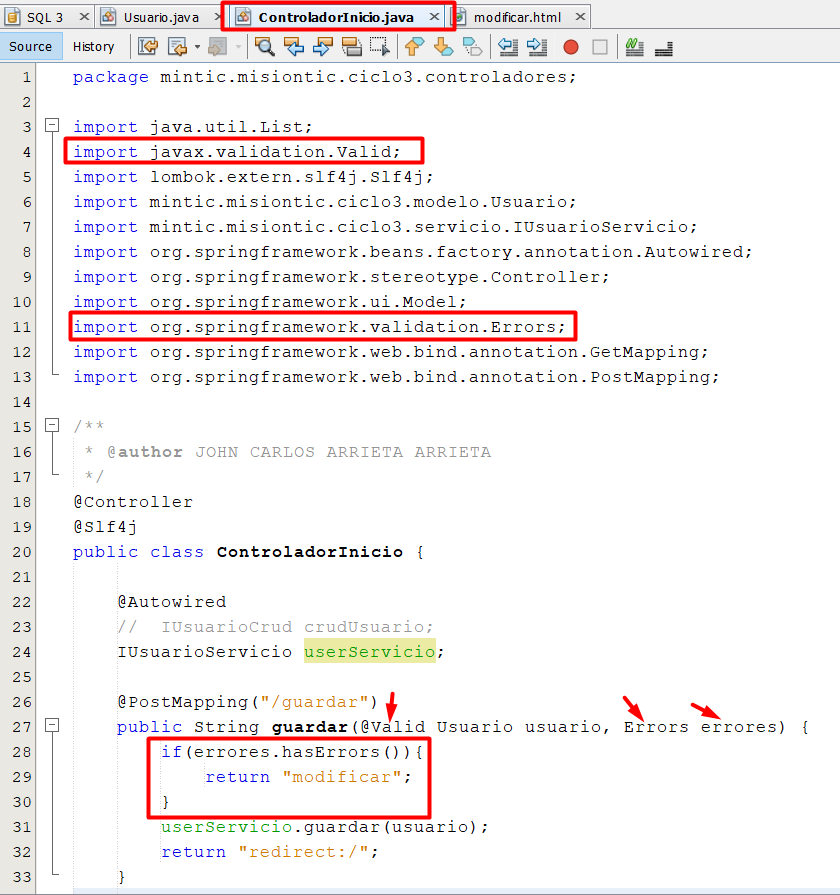 SQL 3 Usuario.java ControladorInicio.java modificar.html
Source History
1 package mintic.misiontic.ciclo3.controladores;
2
3 import java.util.List;
4 import javax.validation.Valid;
5 import lombok.extern.slf4j.Slf4j;
6 import mintic.misiontic.ciclo3.modelo.Usuario;
7 import mintic.misiontic.ciclo3.servicio.IUsuarioServicio;
8 import org.springframework.beans.factory.annotation.Autowired;
9 import org.springframework.stereotype.Controller;
10 import org.springframework.ui.Model;
11 import org.springframework.validation.Errors;
12 import org.springframework.web.bind.annotation.GetMapping;
13 import org.springframework.web.bind.annotation.PostMapping;
14
15 /**
16 * @author JOHN CARLOS ARRIETA ARRIETA
17 */
18 @Controller
19 @Slf4j
20 public class ControladorInicio {
21
22 @Autowired
23 // IUsuarioCrud crudUsuario;
24 IUsuarioServicio userServicio;
25
26 @PostMapping("/guardar")
27 public String guardar(@Valid Usuario usuario, Errors errores) {
28 if(errores.hasErrors()){
29 return "modificar";
30 }
31 userServicio.guardar(usuario);
32 return "redirect:/";
33 }